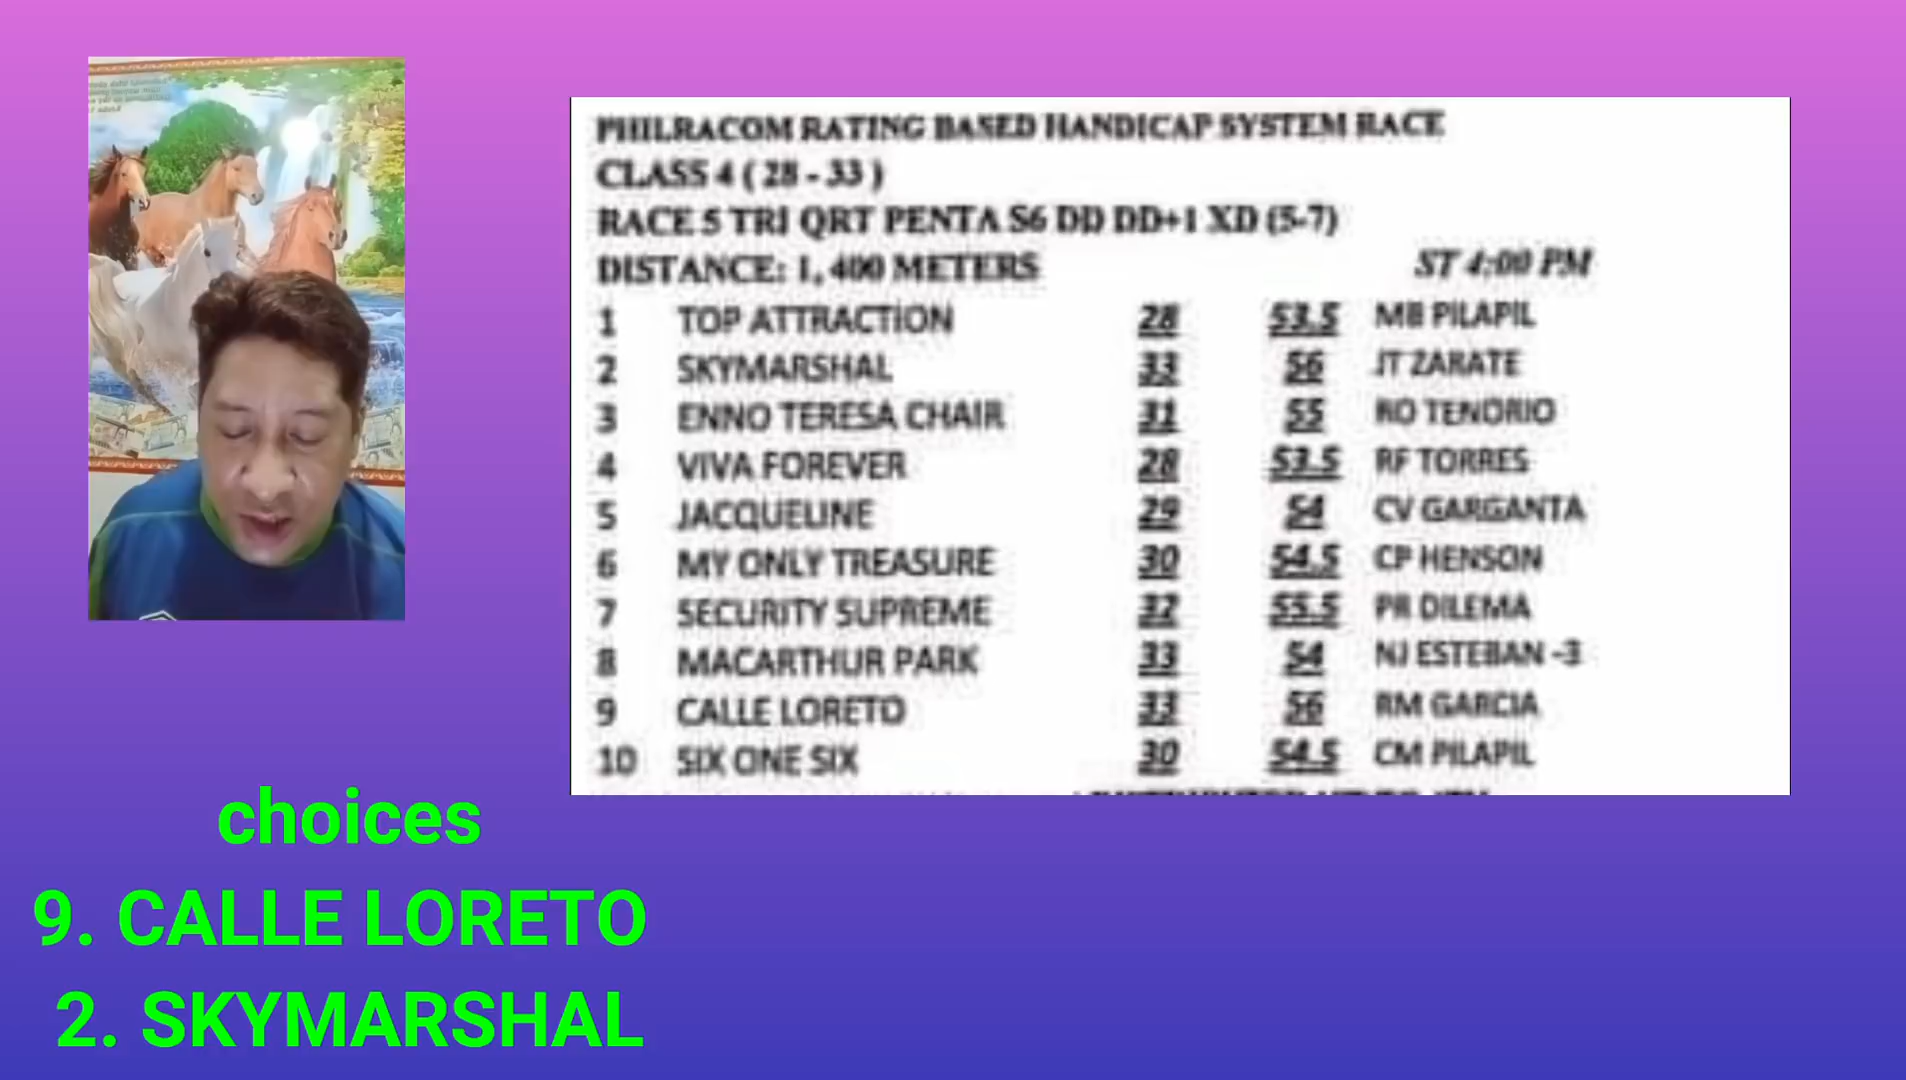 PHILRACOM RATING BASED HANDICAP SYSTEM RACE
CLASS 4 ( 28 - 33 )
RACE 5 TRI QRT PENTA S6 DD DD+1 XD (5-7)
DISTANCE: 1, 400 METERS ST 4:00 PM
1 TOP ATTRACTION 28 53.5 MB PILAPIL
2 SKYMARSHAL 33 56 JT ZARATE
3 ENNO TERESA CHAIR 31 55 RO TENORIO
4 VIVA FOREVER 28 53.5 RF TORRES
5 JACQUELINE 29 54 CV GARGANTA
6 MY ONLY TREASURE 30 54.5 CP HENSON
7 SECURITY SUPREME 32 55.5 PR DILEMA
8 MACARTHUR PARK 33 54 NJ ESTEBAN -3
9 CALLE LORETO 33 56 RM GARCIA
10 SIX ONE SIX 30 54.5 CM PILAPIL
choices
9. CALLE LORETO
2. SKYMARSHAL